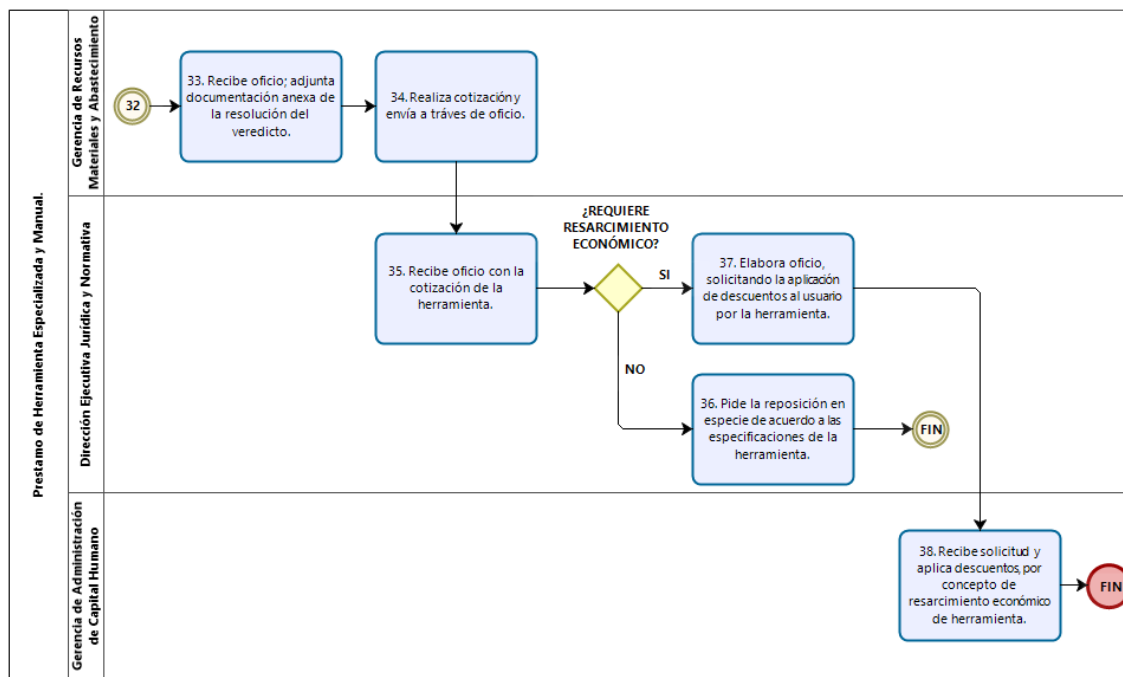 Prestamo de Herramienta Especializada y Manual.
Gerencia de Recursos
Materiales y Abastecimiento
32
33. Recibe oficio; adjunta
documentación anexa de
la resolución del
veredicto.
34. Realiza cotización y
envía a tráves de oficio.
Dirección Ejecutiva Jurídica y Normativa
35. Recibe oficio con la
cotización de la
herramienta.
¿REQUIERE
RESARCIMIENTO
ECONÓMICO?
SI
37. Elabora oficio,
solicitando la aplicación
de descuentos al usuario
por la herramienta.
NO
36. Pide la reposición en
especie de acuerdo a las
especificaciones de la
herramienta.
FIN
Gerencia de Administración
de Capital Humano
38. Recibe solicitud y
aplica descuentos, por
concepto de
resarcimiento económico
de herramienta.
FIN